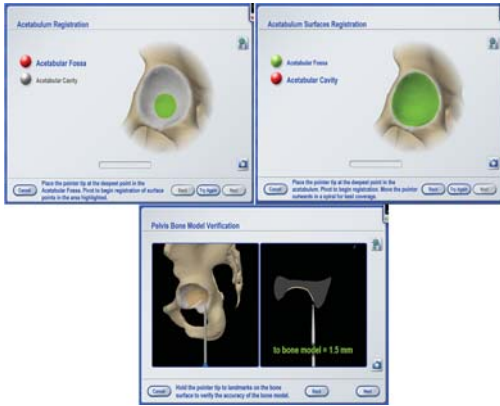 Acetabulum Registration
Acetabular Fossa
Acetabular Cavity
Place the pointer tip at the deepest point in the
Acetabular Fossa. Pivot to begin registration of surface
points in the area highlighted.
Cancel
Back
Try Again
Next
Acetabulum Surfaces Registration
Acetabular Fossa
Acetabular Cavity
Place the pointer tip at the deepest point in the
acetabulum. Pivot to begin registration. Move the pointer
outwards in a spiral for best coverage.
Cancel
Back
Try Again
Next
Pelvis Bone Model Verification
to bone model = 1.5 mm
Cancel
Hold the pointer tip to landmarks on the bone
surface to verify the accuracy of the bone model.
Back
Next